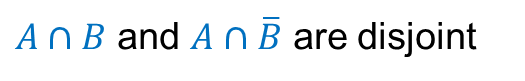 A ∩ B and A ∩ B̅ are disjoint